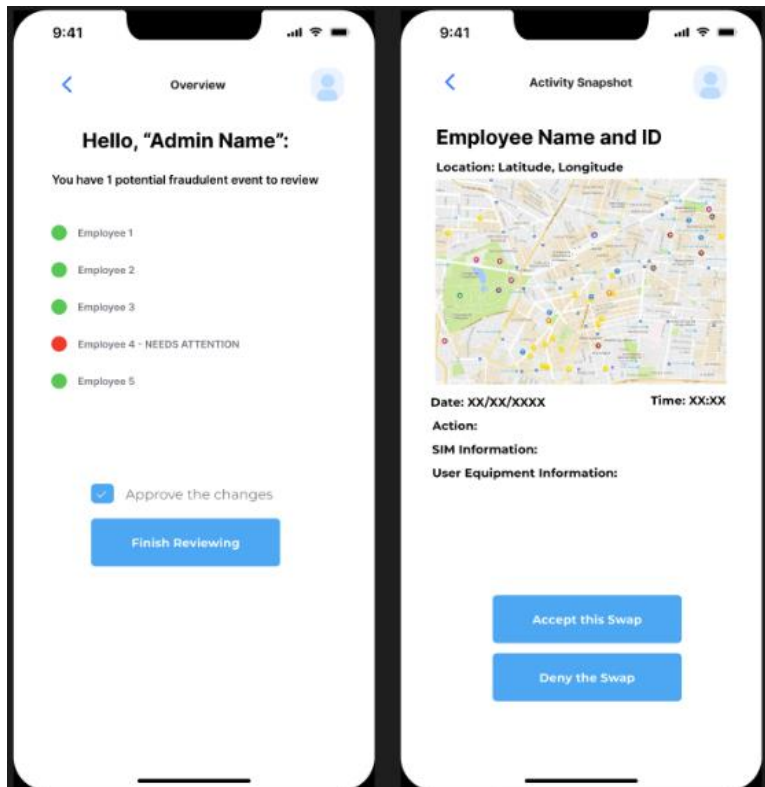 9:41
Overview
Hello, “Admin Name”:
You have 1 potential fraudulent event to review
Employee 1
Employee 2
Employee 3
Employee 4 - NEEDS ATTENTION
Employee 5
Approve the changes
Finish Reviewing
9:41
Activity Snapshot
Employee Name and ID
Location: Latitude, Longitude
Date: XX/XX/XXXX
Time: XX:XX
Action:
SIM Information:
User Equipment Information:
Accept this Swap
Deny the Swap